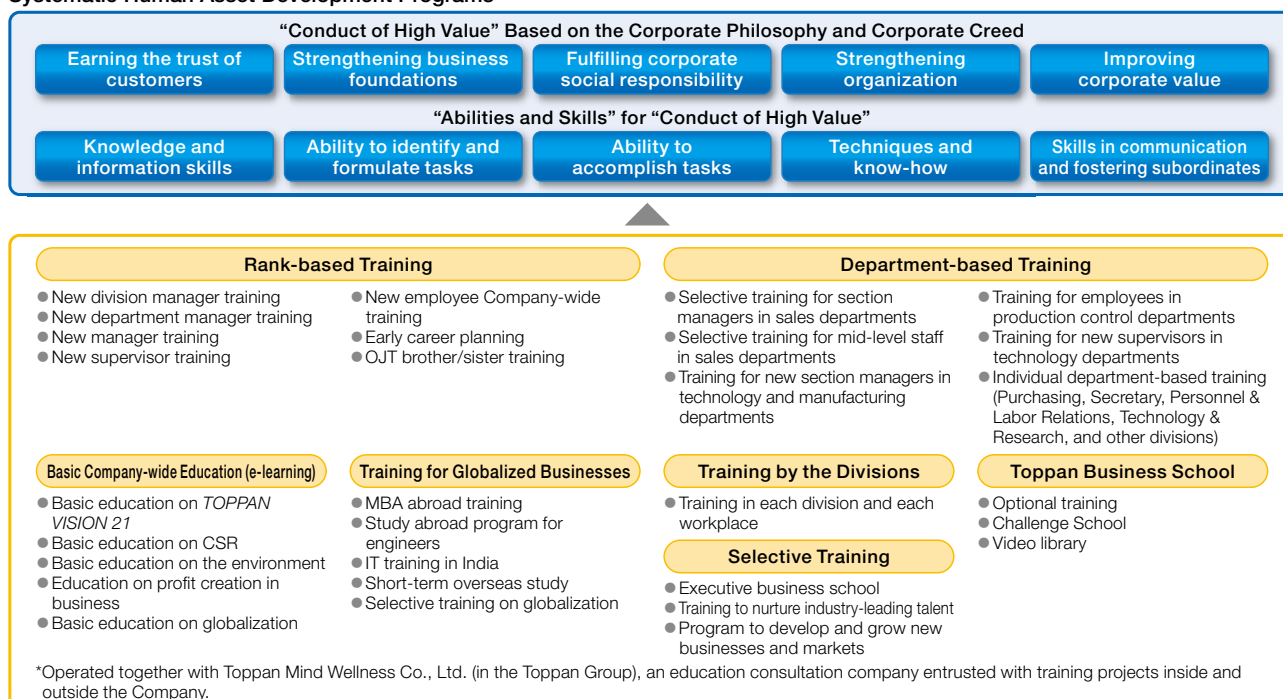 Systematic Human Asset Development Programs
“Conduct of High Value” Based on the Corporate Philosophy and Corporate Creed
Earning the trust of
customers
Strengthening business
foundations
Fulfilling corporate
social responsibility
Strengthening
organization
Improving
corporate value
“Abilities and Skills” for “Conduct of High Value”
Knowledge and
information skills
Ability to identify and
formulate tasks
Ability to
accomplish tasks
Techniques and
know-how
Skills in communication
and fostering subordinates
Rank-based Training
●New division manager training
●New department manager training
●New manager training
●New supervisor training
●New employee Company-wide
training
●Early career planning
●OJT brother/sister training
Department-based Training
●Selective training for section
managers in sales departments
●Selective training for mid-level staff
in sales departments
●Training for new section managers in
technology and manufacturing
departments
●Training for employees in
production control departments
●Training for new supervisors in
technology departments
●Individual department-based training
(Purchasing, Secretary, Personnel &
Labor Relations, Technology &
Research, and other divisions)
Basic Company-wide Education (e-learning)
●Basic education on TOPPAN
VISION 21
●Basic education on CSR
●Basic education on the environment
●Education on profit creation in
business
●Basic education on globalization
Training for Globalized Businesses
●MBA abroad training
●Study abroad program for
engineers
●IT training in India
●Short-term overseas study
●Selective training on globalization
Training by the Divisions
●Training in each division and each
workplace
Selective Training
●Executive business school
●Training to nurture industry-leading talent
●Program to develop and grow new
businesses and markets
Toppan Business School
●Optional training
●Challenge School
●Video library
*Operated together with Toppan Mind Wellness Co., Ltd. (in the Toppan Group), an education consultation company entrusted with training projects inside and
outside the Company.